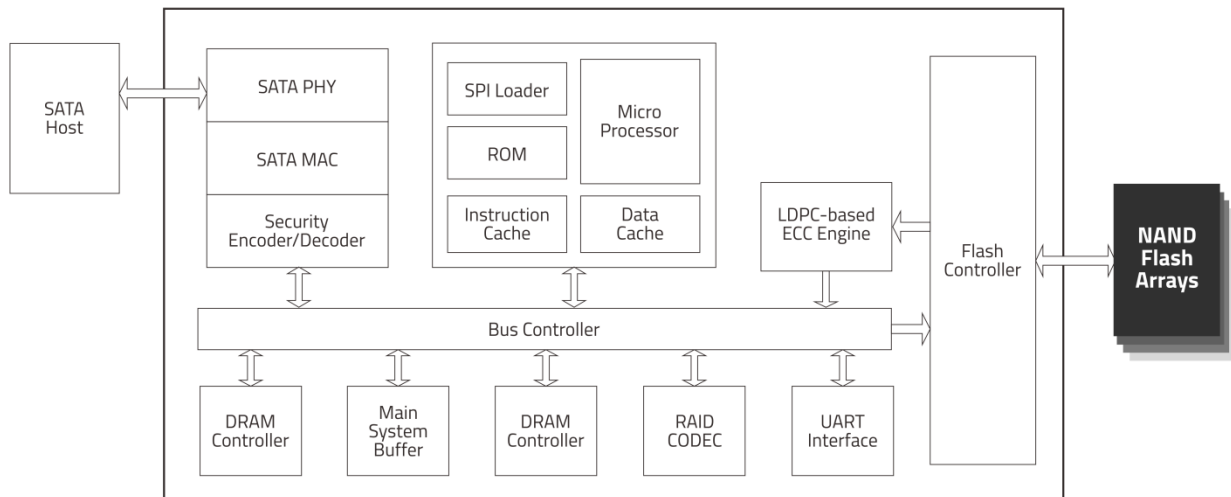 SATA
Host
SATA PHY
SATA MAC
Security
Encoder/Decoder
SPI Loader
ROM
Instruction
Cache
Micro
Processor
Data
Cache
LDPC-based
ECC Engine
Flash
Controller
NAND
Flash
Arrays
Bus Controller
DRAM
Controller
Main
System
Buffer
DRAM
Controller
RAID
CODEC
UART
Interface